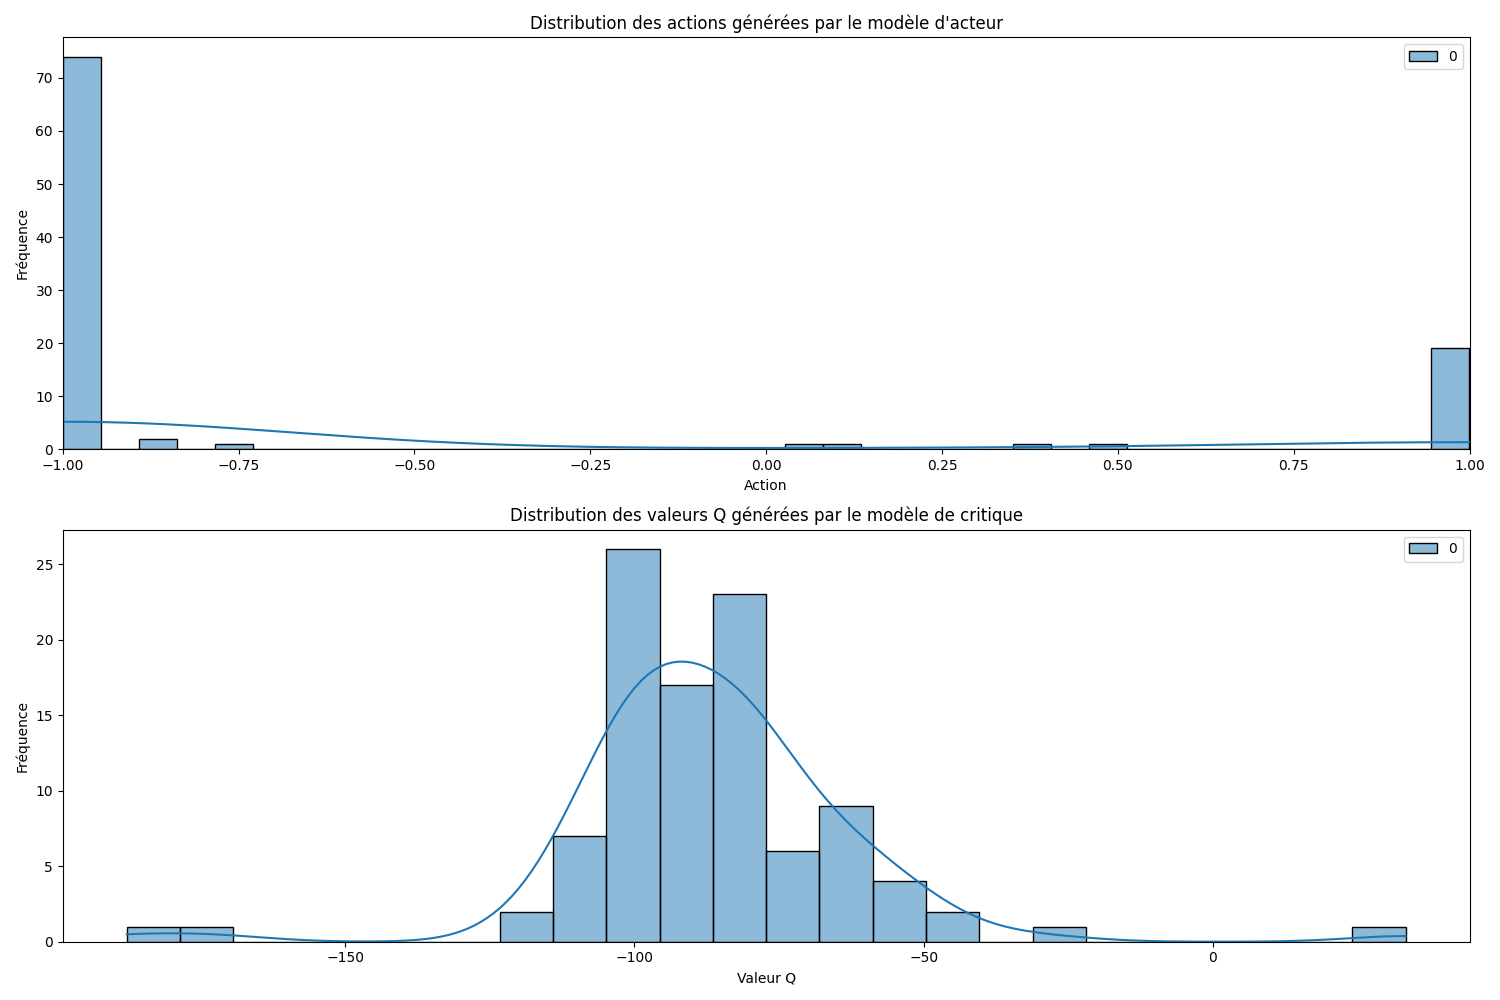 Distribution des actions générées par le modèle d'acteur
0
70
60
50
40
30
20
10
0
Fréquence
−1.00 −0.75 −0.50 −0.25 0.00 0.25 0.50 0.75 1.00
Action
Distribution des valeurs Q générées par le modèle de critique
0
25
20
15
10
5
0
Fréquence
−150 −100 −50 0
Valeur Q